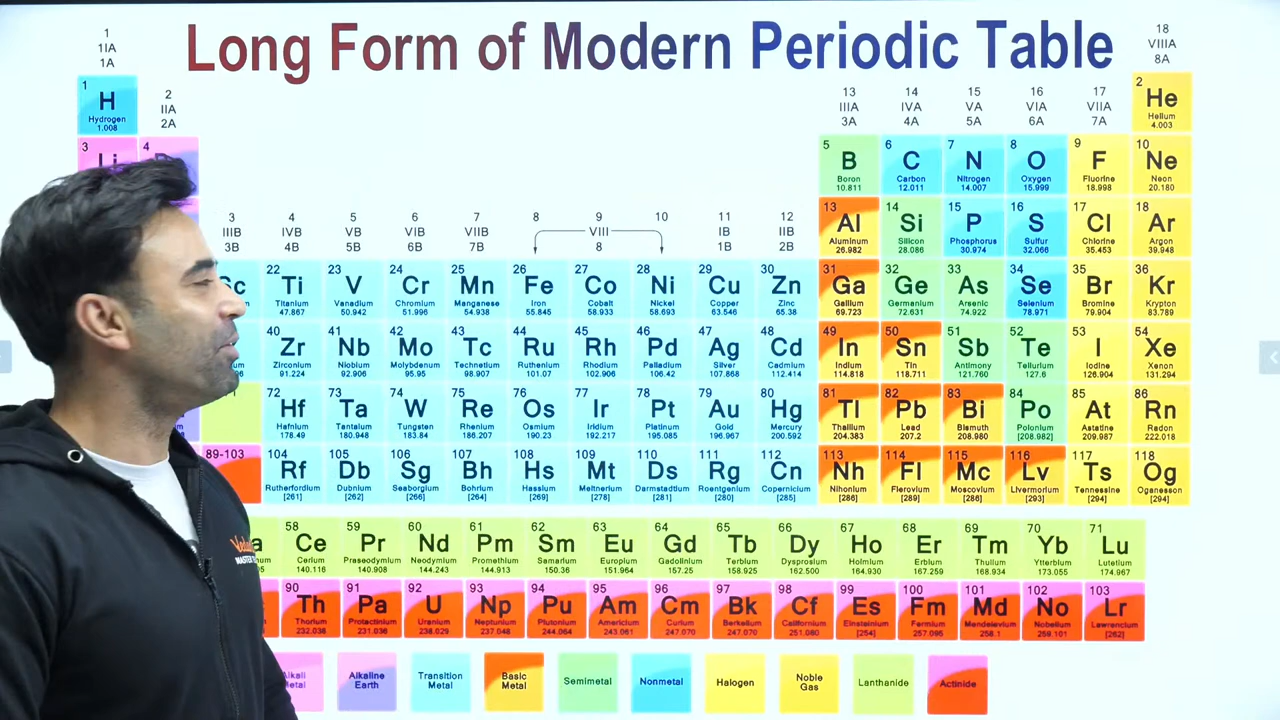 Long Form of Modern Periodic Table
1
1IA
1A
18
VIIIA
8A
2
IIA
2A
13
IIIA
3A
14
IVA
4A
15
VA
5A
16
VIA
6A
17
VIIA
7A
1
H
Hydrogen
1.008
2
He
Helium
4.003
3
Li
4
5
B
Boron
10.811
6
C
Carbon
12.011
7
N
Nitrogen
14.007
8
O
Oxygen
15.999
9
F
Fluorine
18.998
10
Ne
Neon
20.180
3
IIIB
3B
4
IVB
4B
5
VB
5B
6
VIB
6B
7
VIIB
7B
8
9
VIII
8
10
11
IB
1B
12
IIB
2B
13
Al
Aluminum
26.982
14
Si
Silicon
28.086
15
P
Phosphorus
30.974
16
S
Sulfur
32.066
17
Cl
Chlorine
35.453
18
Ar
Argon
39.948
Sc
22
Ti
Titanium
47.867
23
V
Vanadium
50.942
24
Cr
Chromium
51.996
25
Mn
Manganese
54.938
26
Fe
Iron
55.845
27
Co
Cobalt
58.933
28
Ni
Nickel
58.693
29
Cu
Copper
63.546
30
Zn
Zinc
65.38
31
Ga
Gallium
69.723
32
Ge
Germanium
72.631
33
As
Arsenic
74.922
34
Se
Selenium
78.971
35
Br
Bromine
79.904
36
Kr
Krypton
83.789
40
Zr
Zirconium
91.224
41
Nb
Niobium
92.906
42
Mo
Molybdenum
95.95
43
Tc
Technetium
98.907
44
Ru
Ruthenium
101.07
45
Rh
Rhodium
102.906
46
Pd
Palladium
106.42
47
Ag
Silver
107.868
48
Cd
Cadmium
112.414
49
In
Indium
114.818
50
Sn
Tin
118.711
51
Sb
Antimony
121.760
52
Te
Tellurium
127.6
53
I
Iodine
126.904
54
Xe
Xenon
131.294
72
Hf
Hafnium
178.49
73
Ta
Tantalum
180.948
74
W
Tungsten
183.84
75
Re
Rhenium
186.207
76
Os
Osmium
190.23
77
Ir
Iridium
192.217
78
Pt
Platinum
195.085
79
Au
Gold
196.967
80
Hg
Mercury
200.592
81
Tl
Thallium
204.383
82
Pb
Lead
207.2
83
Bi
Bismuth
208.980
84
Po
Polonium
[208.982]
85
At
Astatine
209.987
86
Rn
Radon
222.018
89-103
104
Rf
Rutherfordium
[261]
105
Db
Dubnium
[262]
106
Sg
Seaborgium
[266]
107
Bh
Bohrium
[264]
108
Hs
Hassium
[269]
109
Mt
Meitnerium
[278]
110
Ds
Darmstadtium
[281]
111
Rg
Roentgenium
[280]
112
Cn
Copernicium
[285]
113
Nh
Nihonium
[286]
114
Fl
Flerovium
[289]
115
Mc
Moscovium
[286]
116
Lv
Livermorium
[293]
117
Ts
Tennessine
[294]
118
Og
Oganesson
[294]
58
Ce
Cerium
140.116
59
Pr
Praseodymium
140.908
60
Nd
Neodymium
144.243
61
Pm
Promethium
144.913
62
Sm
Samarium
150.36
63
Eu
Europium
151.964
64
Gd
Gadolinium
157.25
65
Tb
Terbium
158.925
66
Dy
Dysprosium
162.500
67
Ho
Holmium
164.930
68
Er
Erbium
167.259
69
Tm
Thulium
168.934
70
Yb
Ytterbium
173.055
71
Lu
Lutetium
174.967
90
Th
Thorium
232.038
91
Pa
Protactinium
231.036
92
U
Uranium
238.029
93
Np
Neptunium
237.048
94
Pu
Plutonium
244.064
95
Am
Americium
243.061
96
Cm
Curium
247.070
97
Bk
Berkelium
247.070
98
Cf
Californium
251.080
99
Es
Einsteinium
[254]
100
Fm
Fermium
257.095
101
Md
Mendelevium
258.1
102
No
Nobelium
259.101
103
Lr
Lawrencium
[262]
Alkali
Metal
Alkaline
Earth
Transition
Metal
Basic
Metal
Semimetal
Nonmetal
Halogen
Noble
Gas
Lanthanide
Actinide